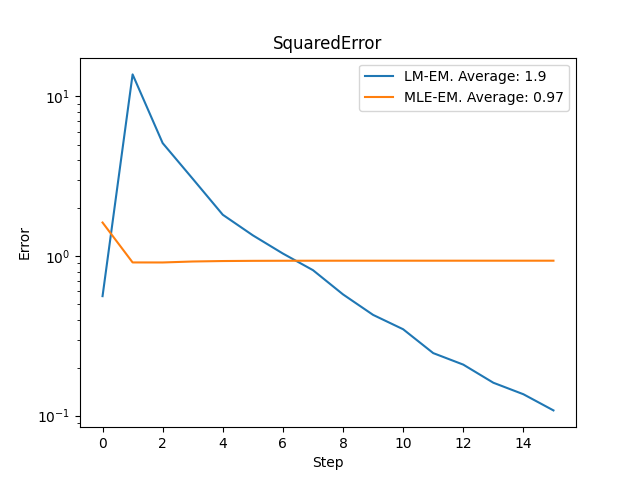 SquaredError
LM-EM. Average: 1.9
MLE-EM. Average: 0.97
10¹
10⁰
10⁻¹
Error
0 2 4 6 8 10 12 14
Step